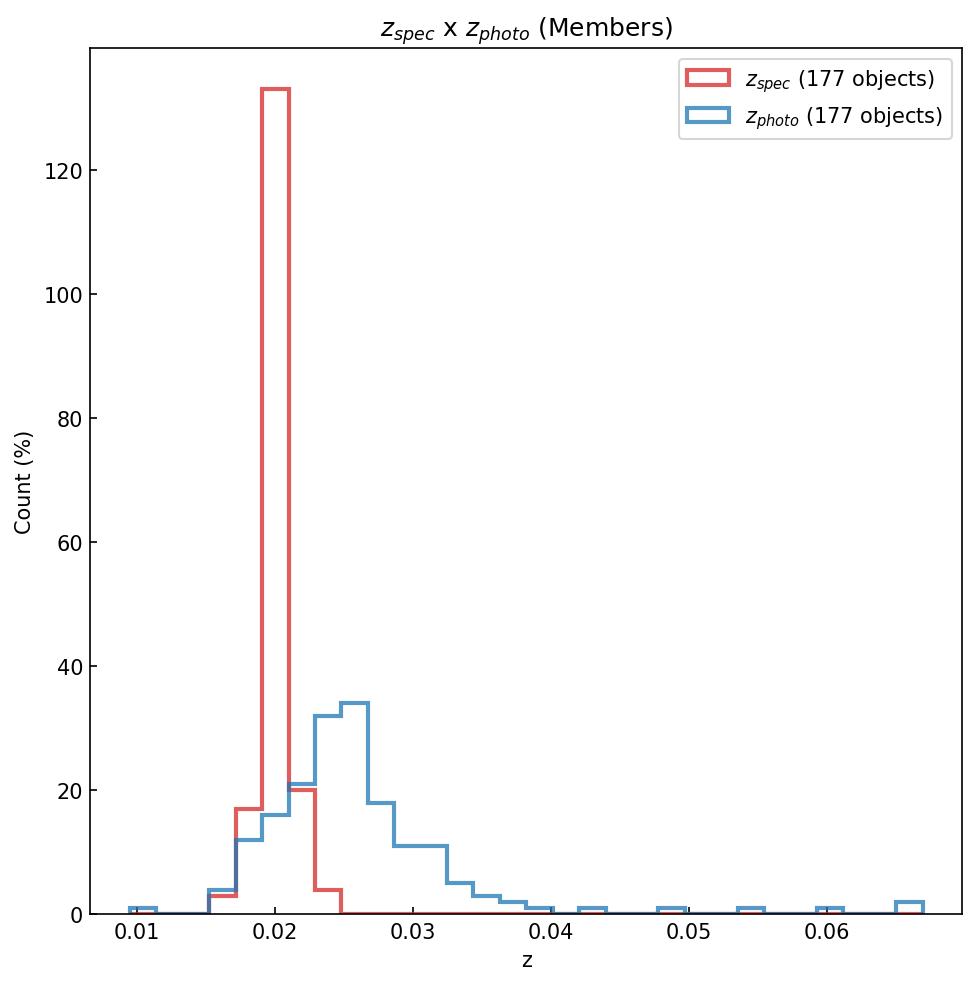 z_spec x z_photo (Members)
z_spec (177 objects)
z_photo (177 objects)
Count (%)
120
100
80
60
40
20
0
0.01 0.02 0.03 0.04 0.05 0.06
z